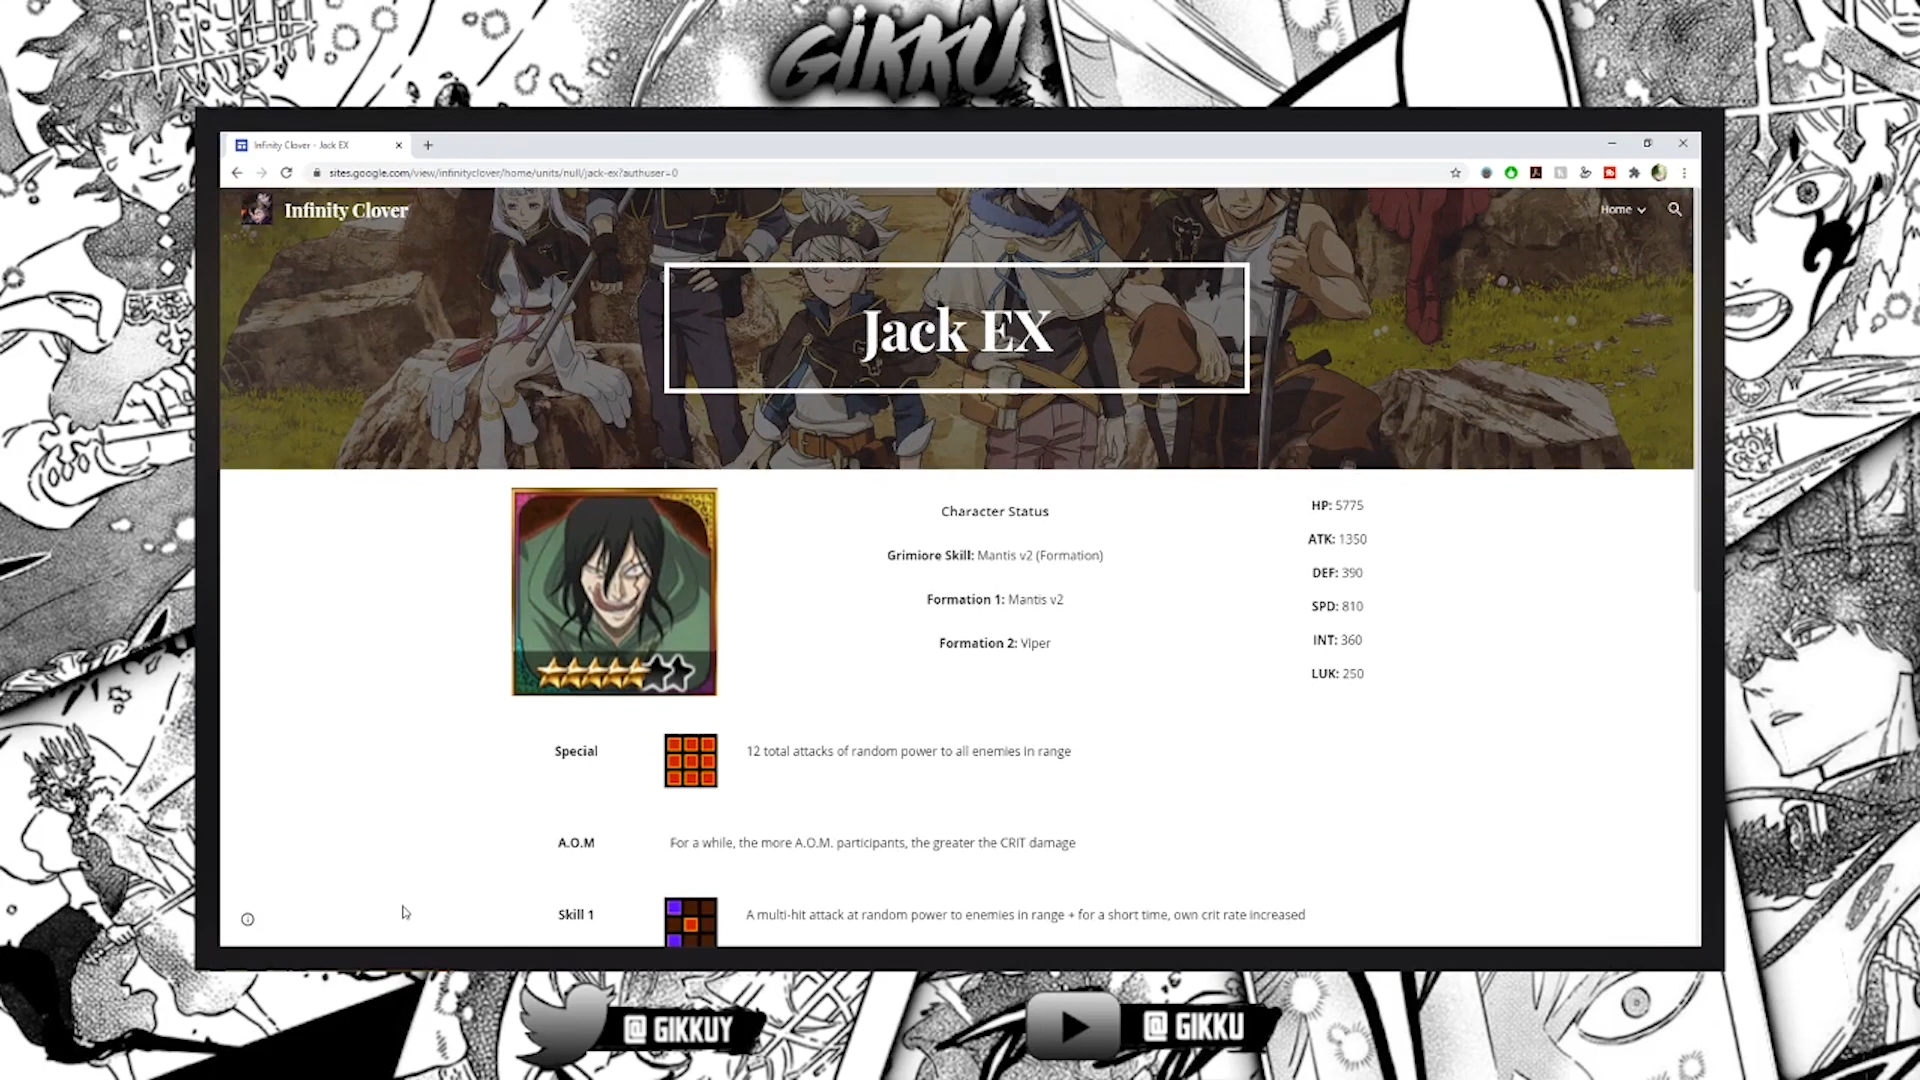 GIKKU
Infinity Clover - Jack EX
sites.google.com/view/infinityclover/home/units/null/jack-ex?authuser=0
Infinity Clover
Home
Jack EX
Character Status
Grimiore Skill: Mantis v2 (Formation)
Formation 1: Mantis v2
Formation 2: Viper
HP: 5775
ATK: 1350
DEF: 390
SPD: 810
INT: 360
LUK: 250
Special
12 total attacks of random power to all enemies in range
A.O.M
For a while, the more A.O.M. participants, the greater the CRIT damage
Skill 1
A multi-hit attack at random power to enemies in range + for a short time, own crit rate increased
@ GIKKUY
@ GIKKU